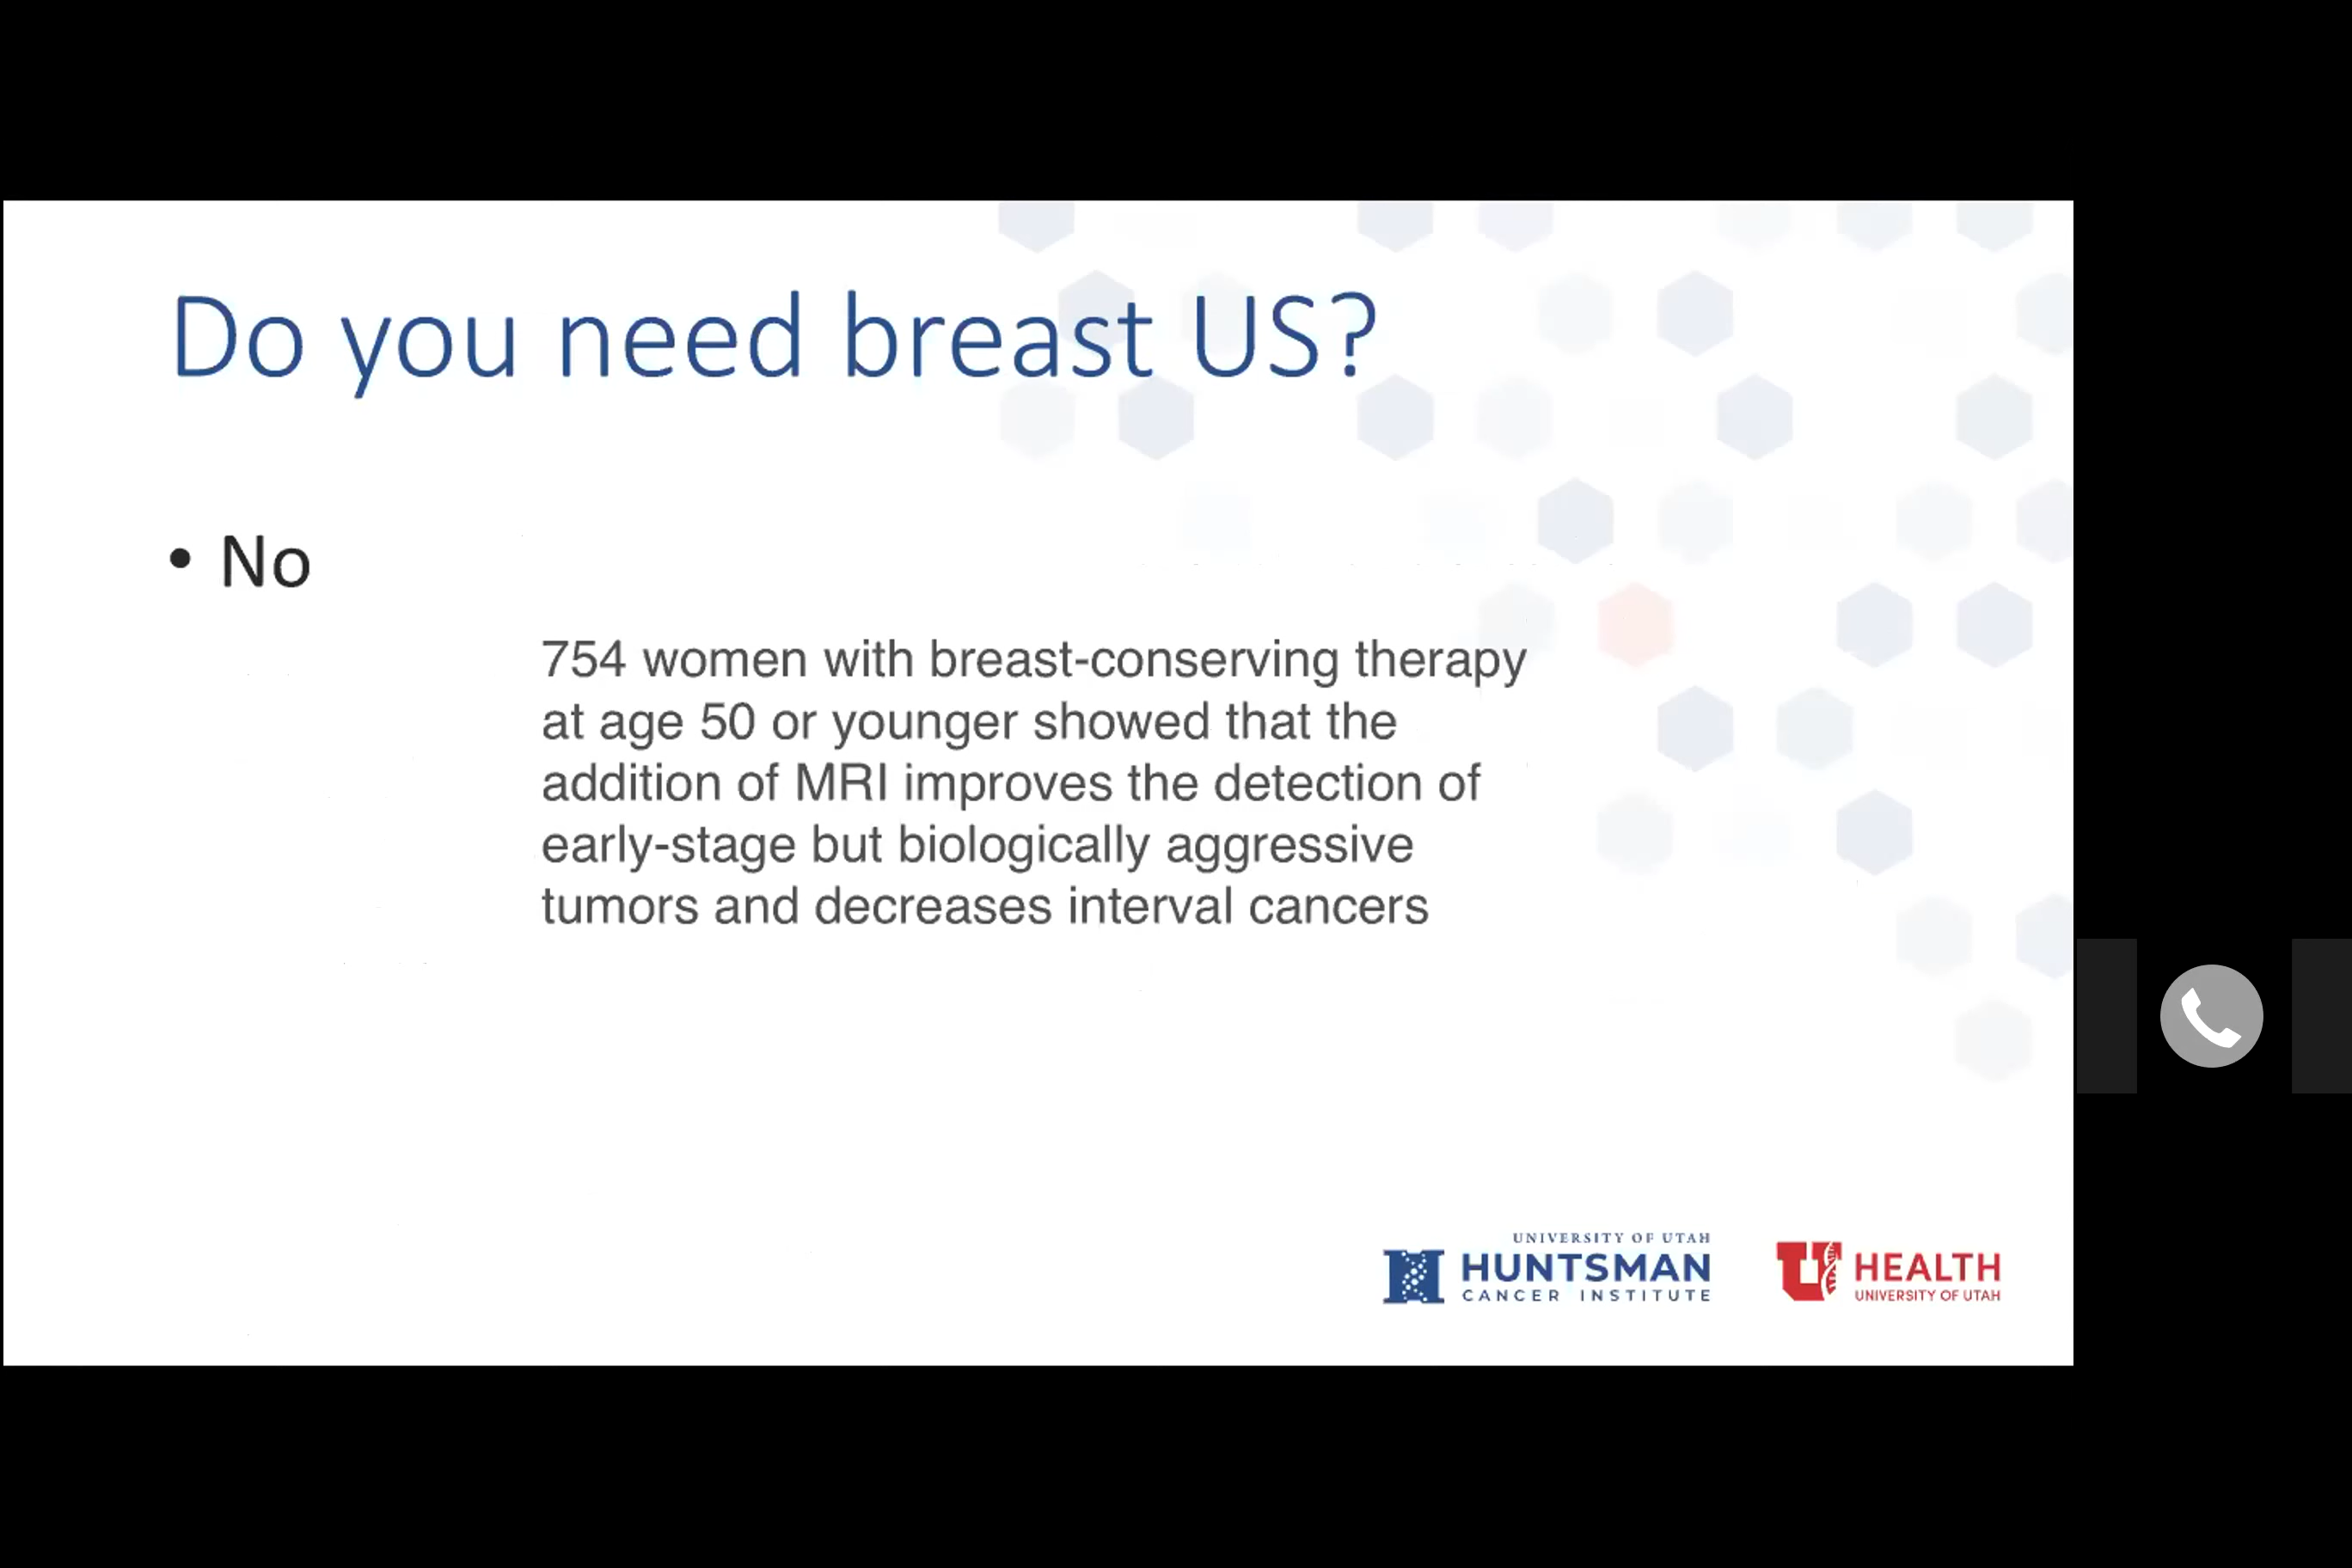 Do you need breast US?
• No
754 women with breast-conserving therapy
at age 50 or younger showed that the
addition of MRI improves the detection of
early-stage but biologically aggressive
tumors and decreases interval cancers
UNIVERSITY OF UTAH
HUNTSMAN
CANCER INSTITUTE
U HEALTH
UNIVERSITY OF UTAH